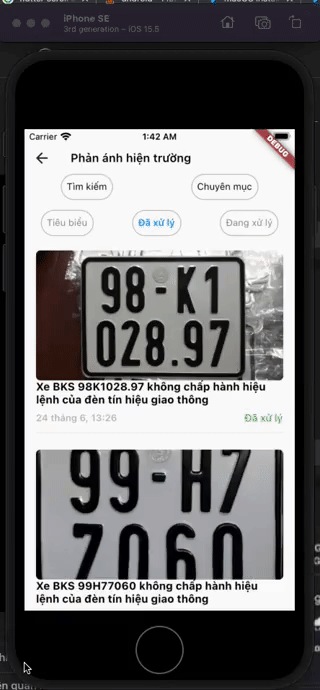 iPhone SE
3rd generation – iOS 15.5
Carrier 1:42 AM
DEBUG
Phản ánh hiện trường
Tìm kiếm Chuyên mục
Tiêu biểu Đã xử lý Đang xử lý
98-K1
028.97
Xe BKS 98K1028.97 không chấp hành hiệu
lệnh của đèn tín hiệu giao thông
24 tháng 6, 13:26 Đã xử lý
99-H7
7060
Xe BKS 99H77060 không chấp hành hiệu
lệnh của đèn tín hiệu giao thông